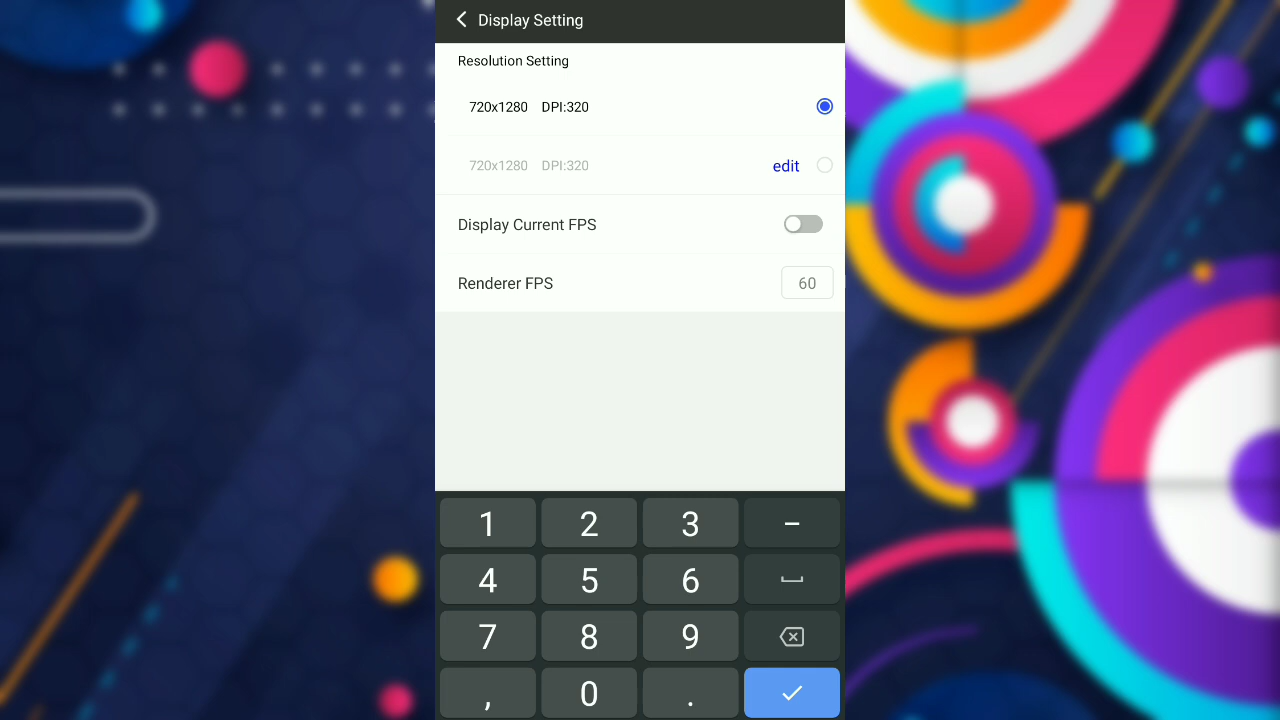 Display Setting
Resolution Setting
720x1280 DPI:320
720x1280 DPI:320 edit
Display Current FPS
Renderer FPS 60
1 2 3 –
4 5 6
7 8 9
, 0 .